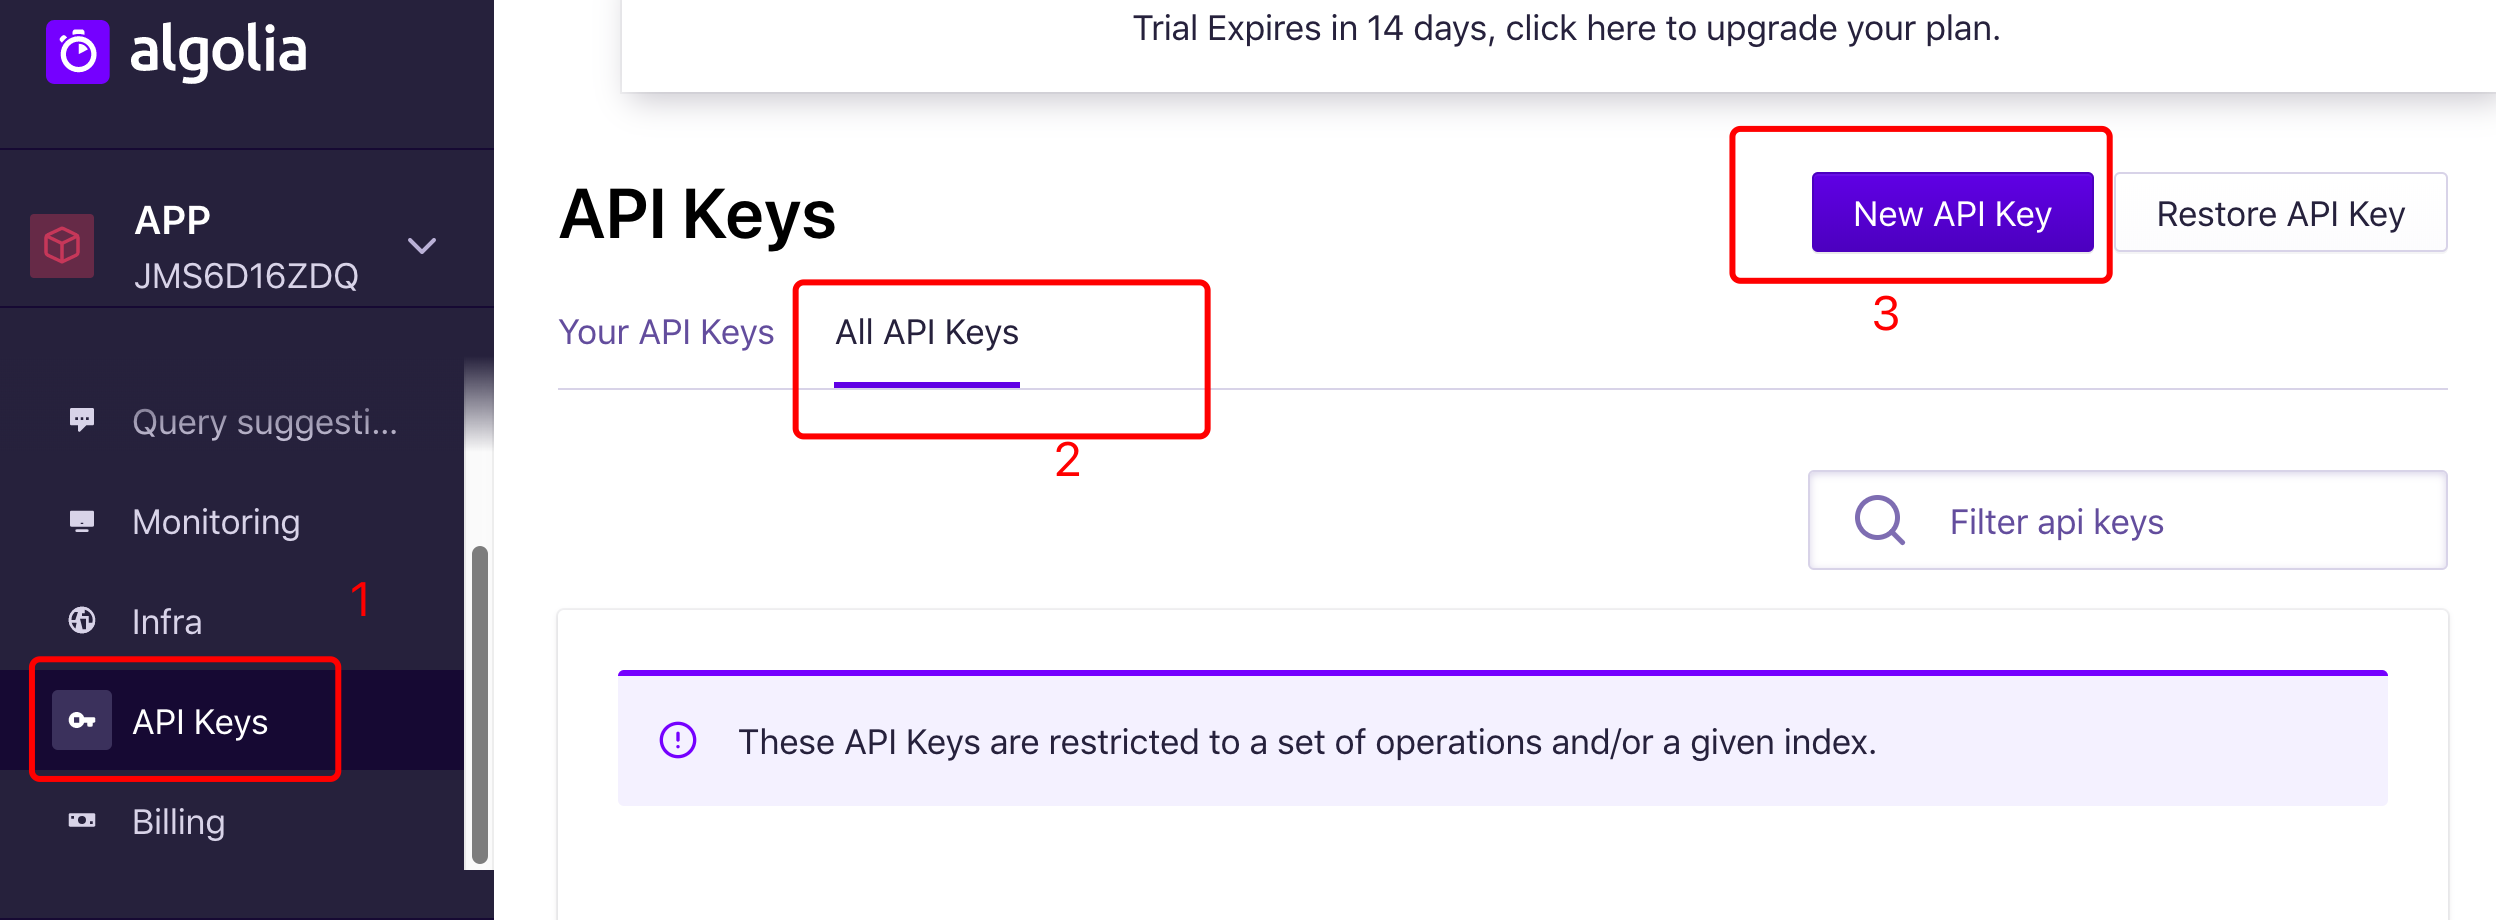 algolia
APP
JMS6D16ZDQ
Query suggesti...
Monitoring
Infra
1
API Keys
Billing
Trial Expires in 14 days, click here to upgrade your plan.
API Keys
New API Key
Restore API Key
3
Your API Keys
All API Keys
2
Filter api keys
These API Keys are restricted to a set of operations and/or a given index.